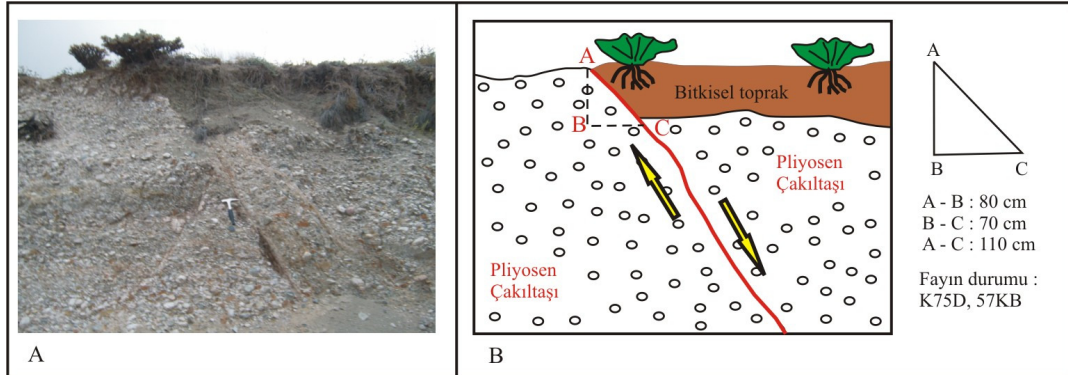 A
B
A
B
C
Bitkisel toprak
Pliyosen
Çakıltaşı
Pliyosen
Çakıltaşı
A
B
C
A - B : 80 cm
B - C : 70 cm
A - C : 110 cm
Fayın durumu :
K75D, 57KB